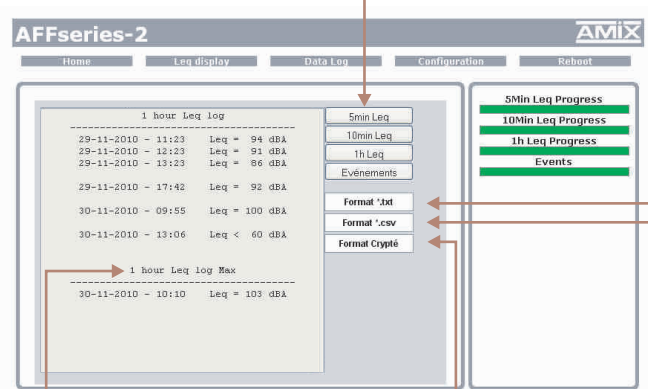 AFFseries-2
AMIX
Home Leq display Data Log Configuration Reboot
1 hour Leq log
29-11-2010 - 11:23 Leq = 94 dBA
29-11-2010 - 12:23 Leq = 91 dBA
29-11-2010 - 13:23 Leq = 86 dBA
29-11-2010 - 17:42 Leq = 92 dBA
30-11-2010 - 09:55 Leq = 100 dBA
30-11-2010 - 13:06 Leq < 60 dBA
1 hour Leq log Max
30-11-2010 - 10:10 Leq = 103 dBA
5min Leq
10min Leq
1h Leq
Evénements
Format *.txt
Format *.csv
Format Crypté
5Min Leq Progress
10Min Leq Progress
1h Leq Progress
Events